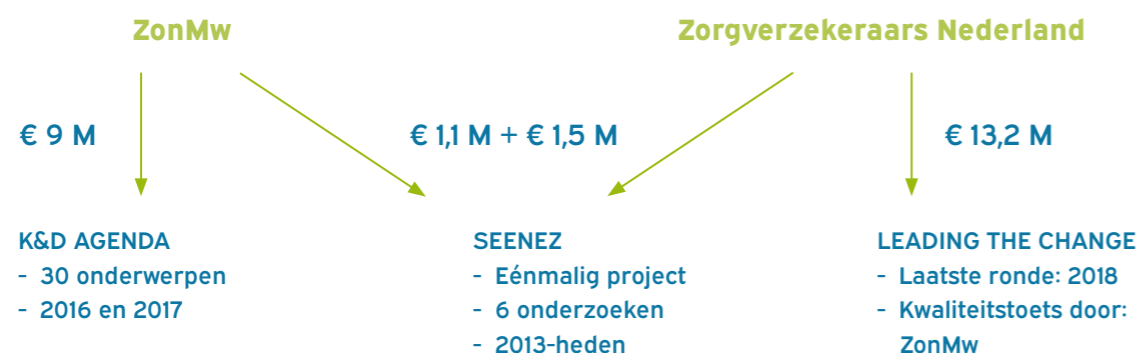 ZonMw
Zorgverzekeraars Nederland
€ 9 M
€ 1,1 M + € 1,5 M
€ 13,2 M
K&D AGENDA
- 30 onderwerpen
- 2016 en 2017
SEENEZ
- Eénmalig project
- 6 onderzoeken
- 2013-heden
LEADING THE CHANGE
- Laatste ronde: 2018
- Kwaliteitstoets door:
ZonMw